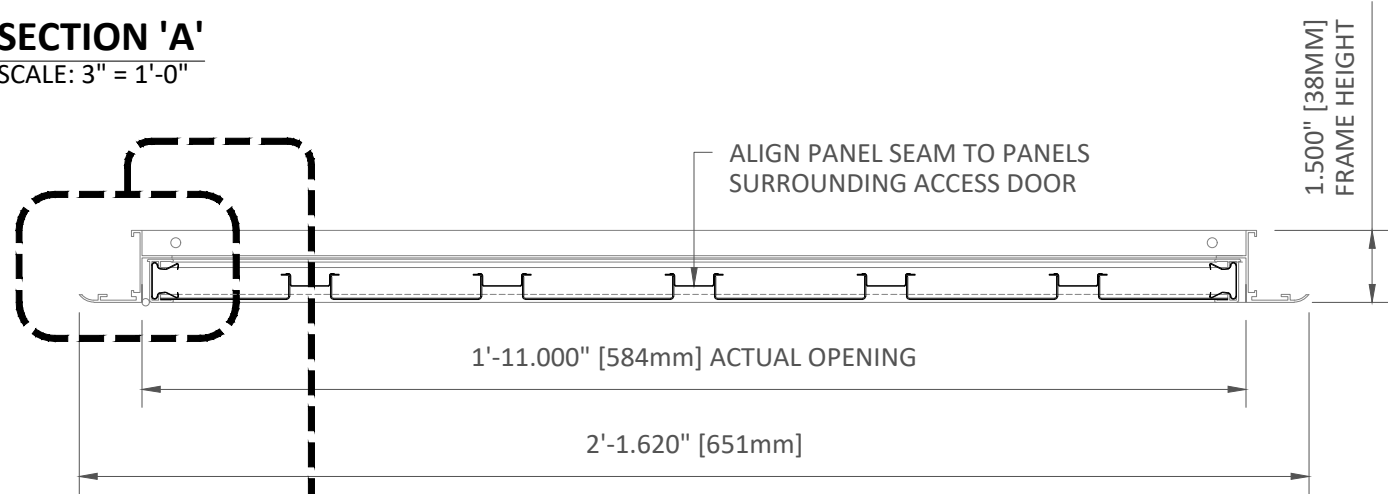 SECTION 'A'
SCALE: 3" = 1'-0"
1.500" [38MM]
FRAME HEIGHT
ALIGN PANEL SEAM TO PANELS
SURROUNDING ACCESS DOOR
1'-11.000" [584mm] ACTUAL OPENING
2'-1.620" [651mm]